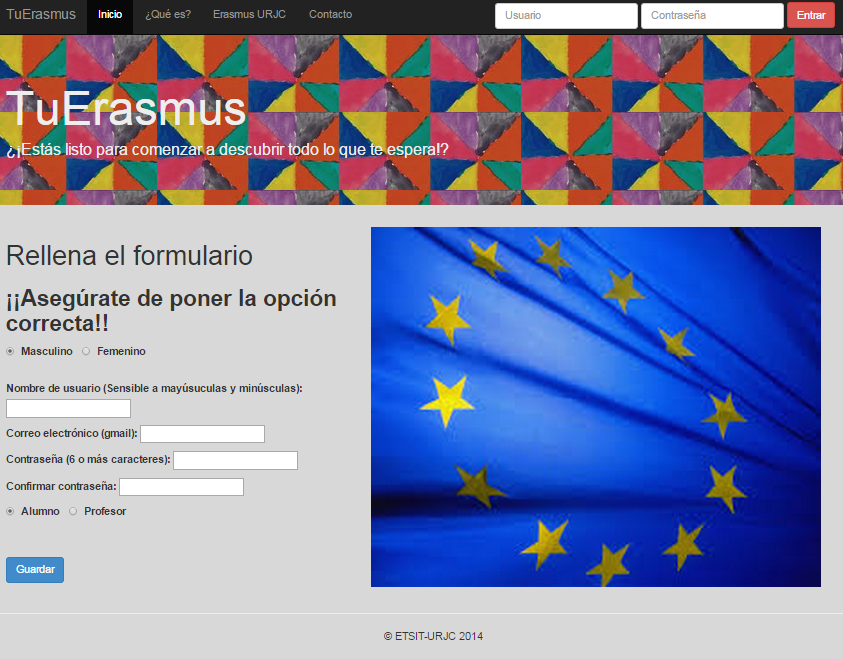 TuErasmus Inicio ¿Qué es? Erasmus URJC Contacto Usuario Contraseña Entrar
TuErasmus
¿¡Estás listo para comenzar a descubrir todo lo que te espera!?
Rellena el formulario
¡¡Asegúrate de poner la opción
correcta!!
Masculino Femenino
Nombre de usuario (Sensible a mayúsuculas y minúsculas):
Correo electrónico (gmail):
Contraseña (6 o más caracteres):
Confirmar contraseña:
Alumno Profesor
Guardar
© ETSIT-URJC 2014